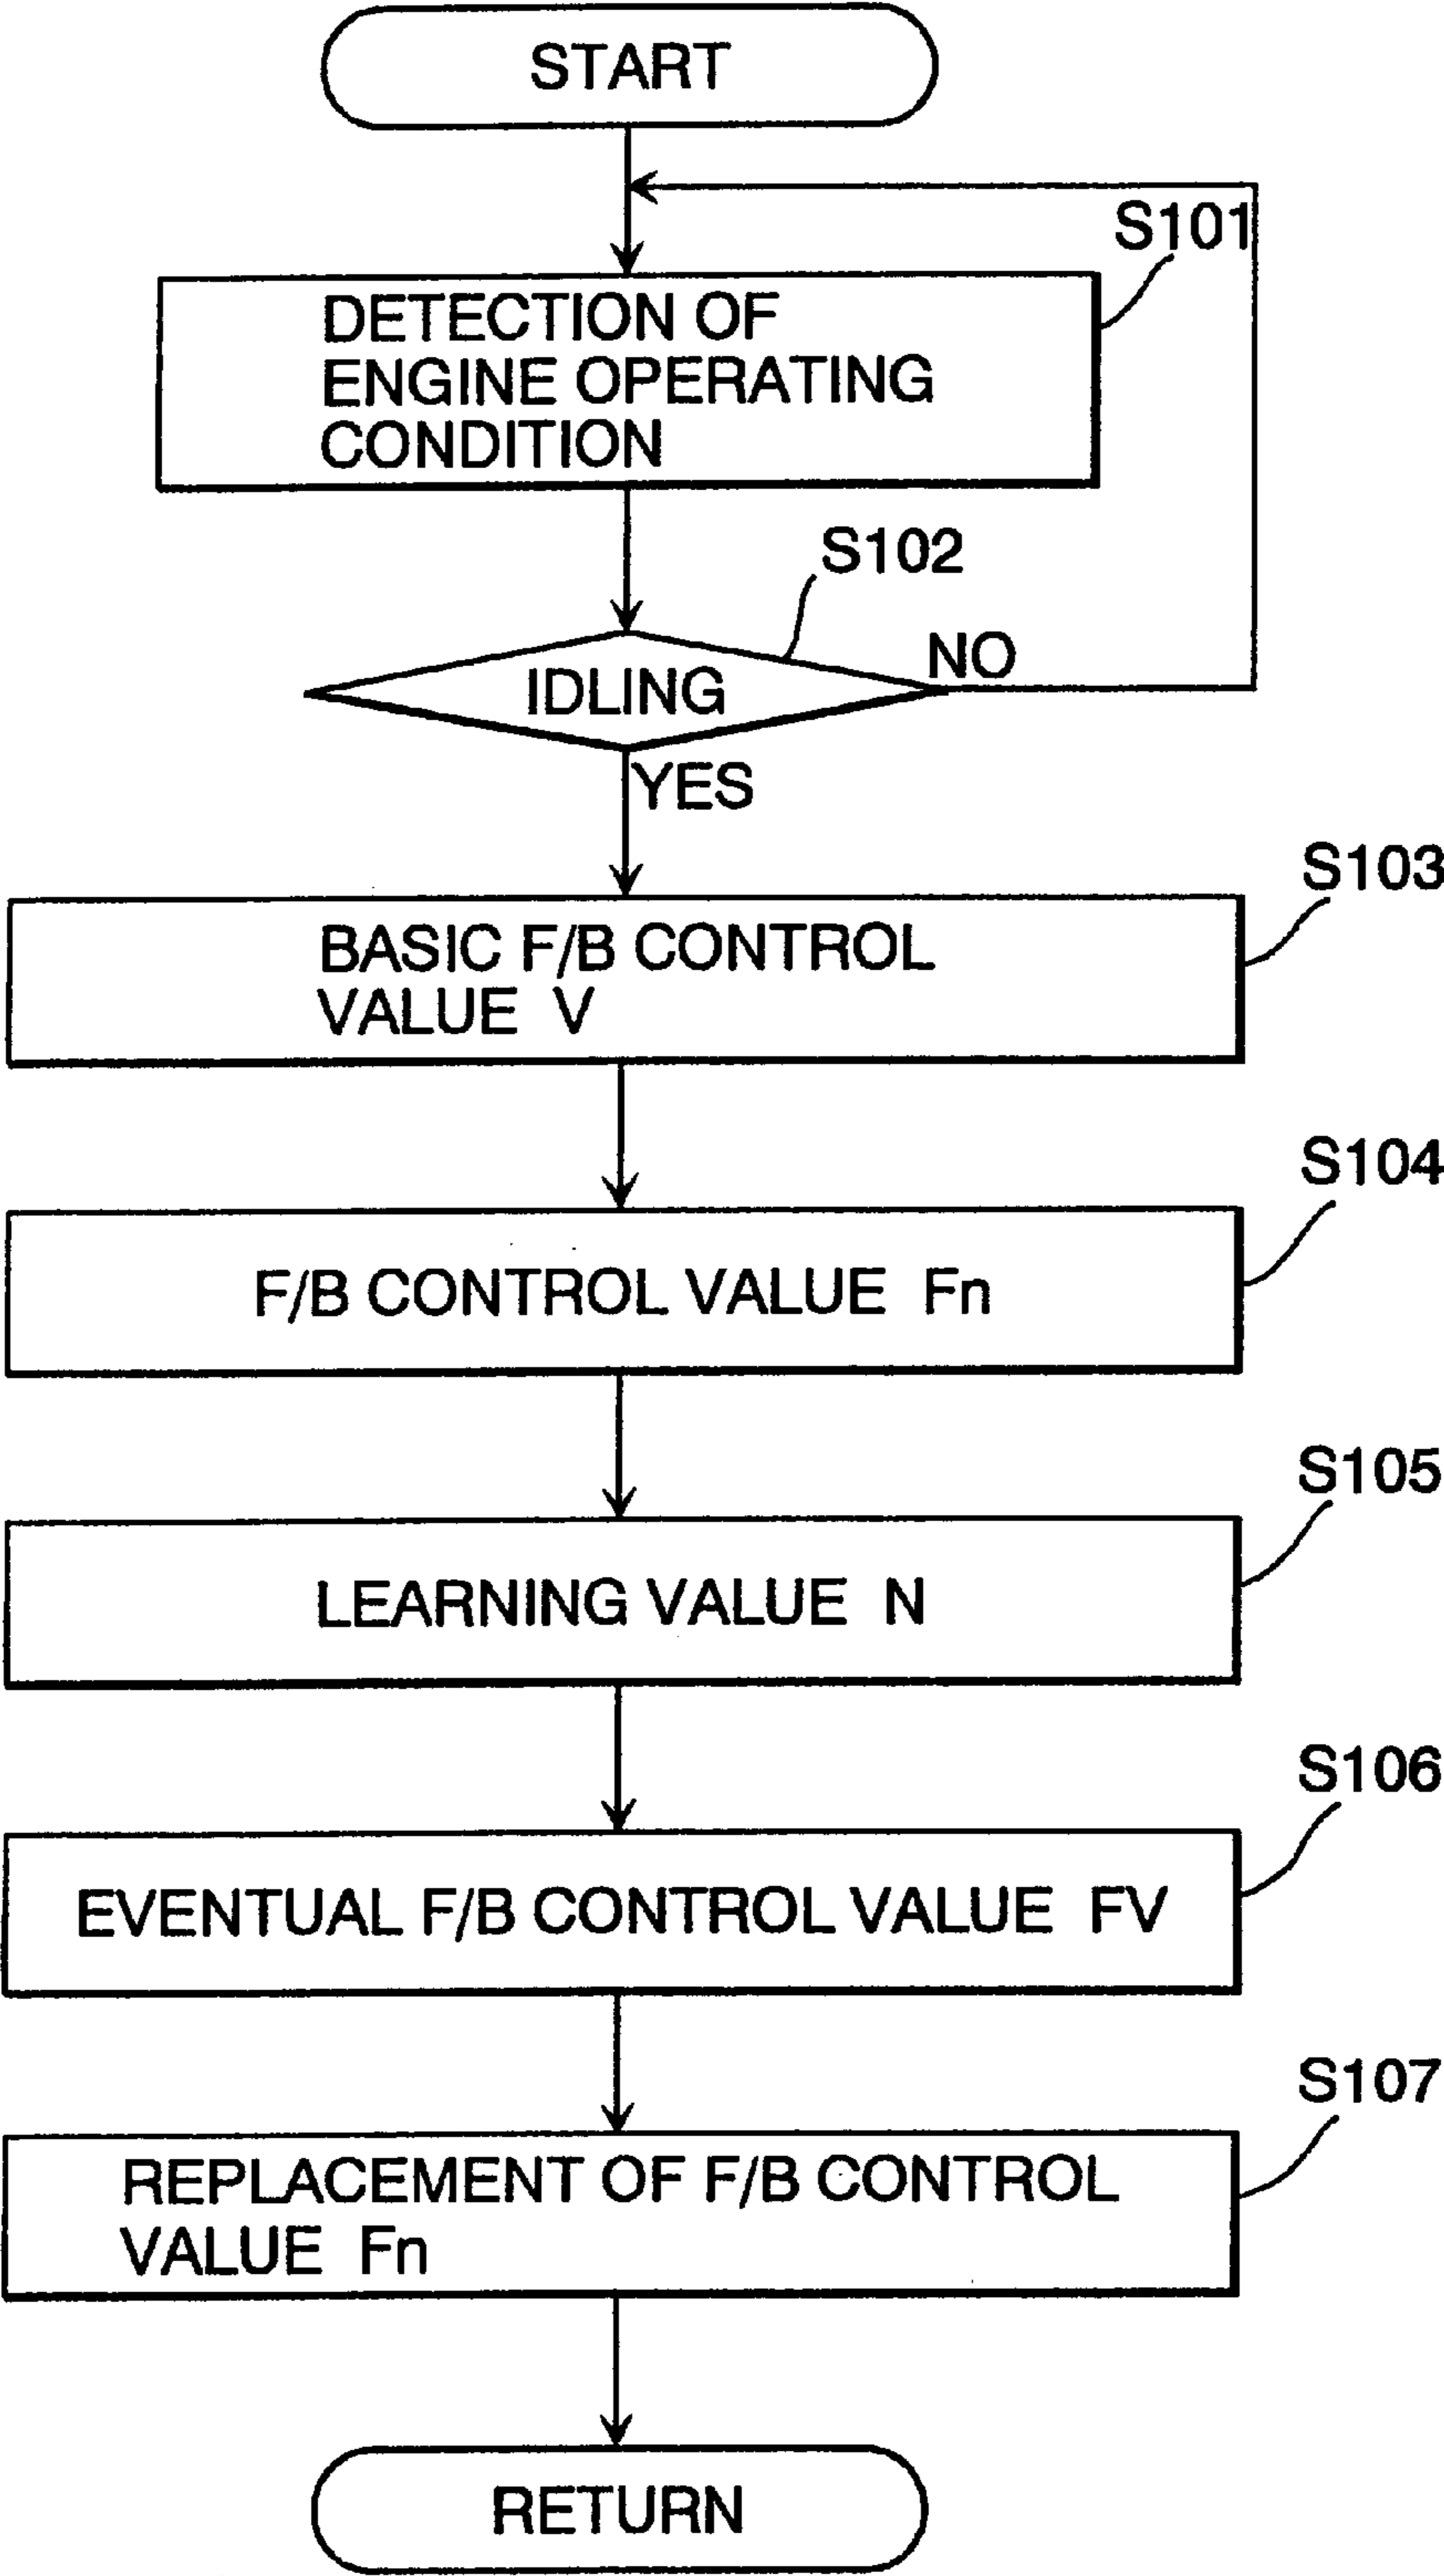 START
S101
DETECTION OF
ENGINE OPERATING
CONDITION
S102
IDLING
NO
YES
S103
BASIC F/B CONTROL
VALUE V
S104
F/B CONTROL VALUE Fn
S105
LEARNING VALUE N
S106
EVENTUAL F/B CONTROL VALUE FV
S107
REPLACEMENT OF F/B CONTROL
VALUE Fn
RETURN